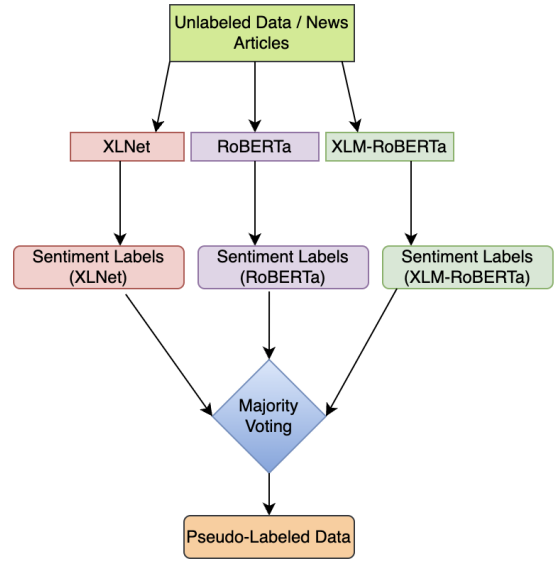 Unlabeled Data / News
Articles
XLNet
RoBERTa
XLM-RoBERTa
Sentiment Labels
(XLNet)
Sentiment Labels
(RoBERTa)
Sentiment Labels
(XLM-RoBERTa)
Majority
Voting
Pseudo-Labeled Data